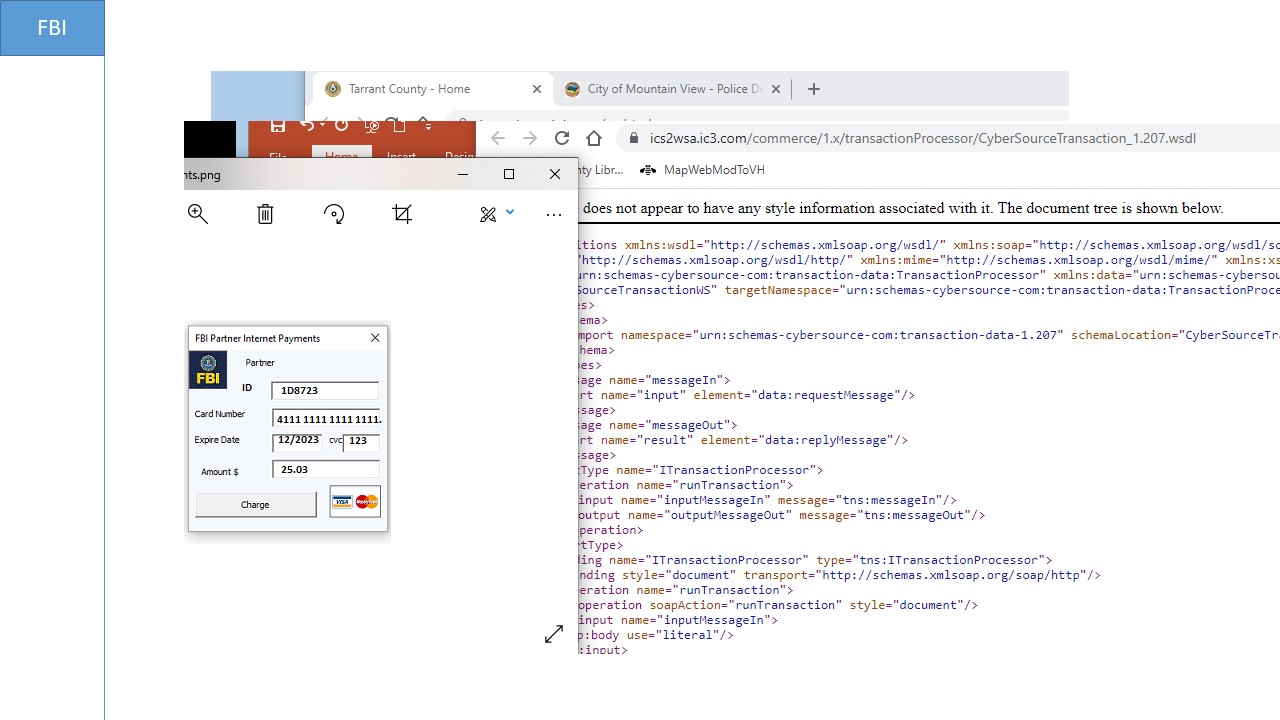 FBI
Tarrant County - Home
City of Mountain View - Police D
File Home Insert Design
ics2wsa.ic3.com/commerce/1.x/transactionProcessor/CyberSourceTransaction_1.207.wsdl
nts.png
nty Libr... MapWebModToVH
does not appear to have any style information associated with it. The document tree is shown below.
itions xmlns:wsdl="http://schemas.xmlsoap.org/wsdl/" xmlns:soap="http://schemas.xmlsoap.org/wsdl/so
"http://schemas.xmlsoap.org/wsdl/http/" xmlns:mime="http://schemas.xmlsoap.org/wsdl/mime/" xmlns:xs
urn:schemas-cybersource-com:transaction-data:TransactionProcessor" xmlns:data="urn:schemas-cyberso
SourceTransactionWS" targetNamespace="urn:schemas-cybersource-com:transaction-data:TransactionProce
es>
ema>
mport namespace="urn:schemas-cybersource-com:transaction-data-1.207" schemaLocation="CyberSourceTra
hema>
pes>
sage name="messageIn">
rt name="input" element="data:requestMessage"/>
ssage>
sage name="messageOut">
rt name="result" element="data:replyMessage"/>
ssage>
tType name="ITransactionProcessor">
eration name="runTransaction">
input name="inputMessageIn" message="tns:messageIn"/>
output name="outputMessageOut" message="tns:messageOut"/>
operation>
rtType>
ding name="ITransactionProcessor" type="tns:ITransactionProcessor">
nding style="document" transport="http://schemas.xmlsoap.org/soap/http"/>
eration name="runTransaction">
operation soapAction="runTransaction" style="document"/>
input name="inputMessageIn">
p:body use="literal"/>
:input>
FBI Partner Internet Payments
FBI
Partner
ID 1D8723
Card Number 4111 1111 1111 1111.
Expire Date 12/2023 cvc 123
Amount $ 25.03
Charge VISA MasterCard